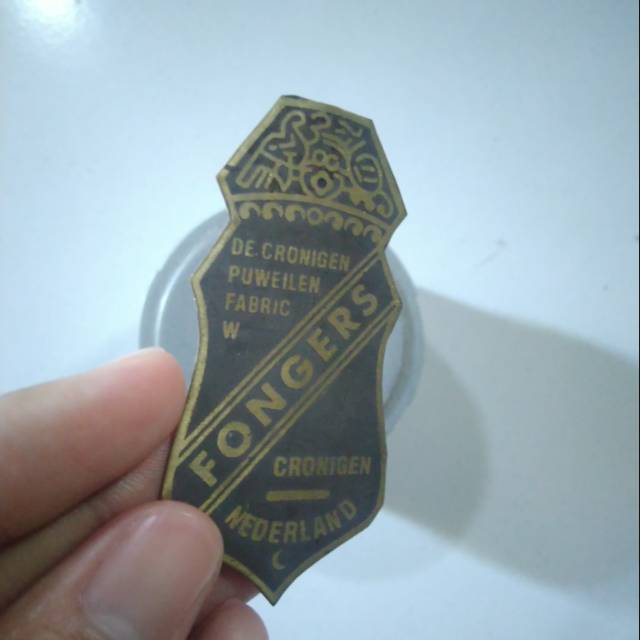 DE CRONIGEN
PUWEILEN
FABRIC
W
FONGERS
CRONIGEN
NEDERLAND